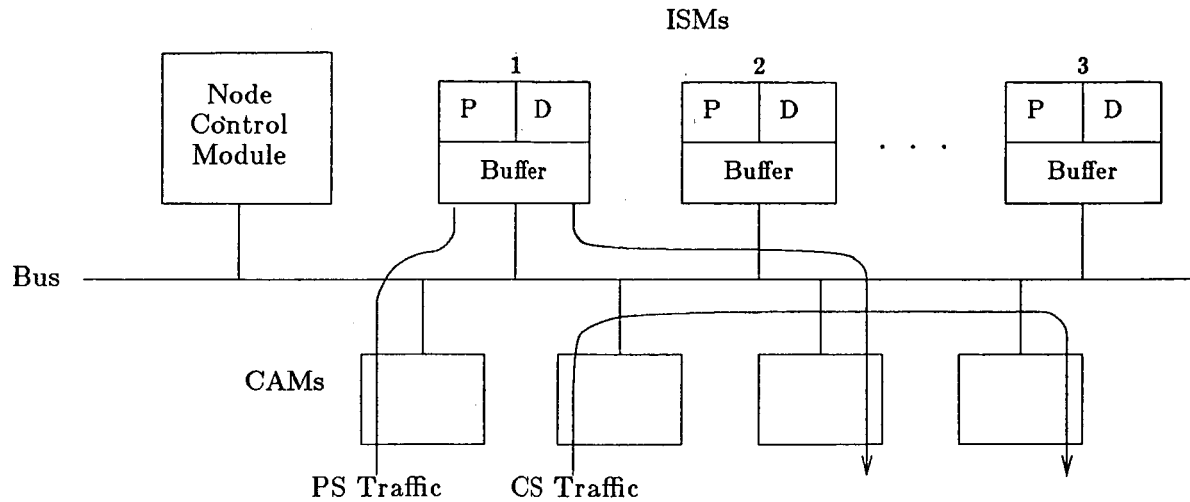 ISMs
1 2 3
Node
Control
Module
P D P D P D
. . .
Buffer Buffer Buffer
Bus
CAMs
PS Traffic CS Traffic